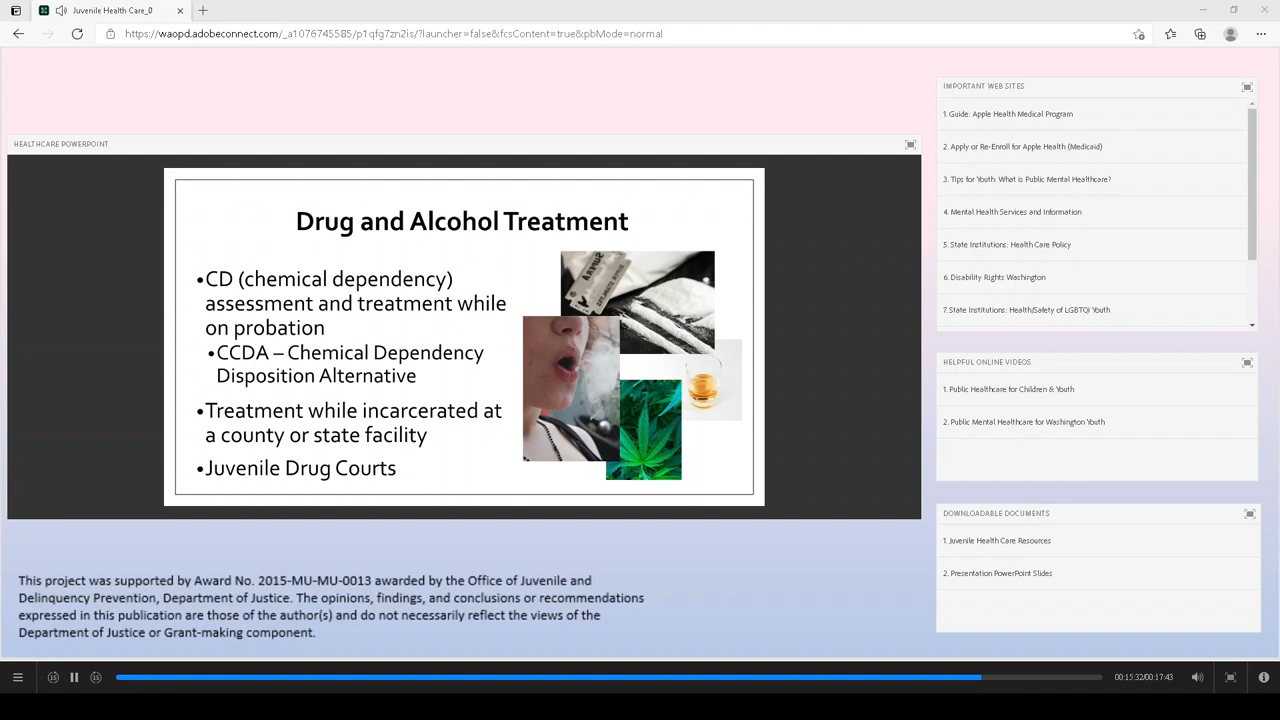 Juvenile Health Care_0
https://waopd.adobeconnect.com/_a1076745585/p1qfg7zn2is/?launcher=false&fcsContent=true&pbMode=normal
HEALTHCARE POWERPOINT
Drug and Alcohol Treatment
•CD (chemical dependency)
assessment and treatment while
on probation
•CCDA – Chemical Dependency
Disposition Alternative
•Treatment while incarcerated at
a county or state facility
•Juvenile Drug Courts
This project was supported by Award No. 2015-MU-MU-0013 awarded by the Office of Juvenile and
Delinquency Prevention, Department of Justice. The opinions, findings, and conclusions or recommendations
expressed in this publication are those of the author(s) and do not necessarily reflect the views of the
Department of Justice or Grant-making component.
IMPORTANT WEB SITES
1. Guide: Apple Health Medical Program
2. Apply or Re-Enroll for Apple Health (Medicaid)
3. Tips for Youth: What is Public Mental Healthcare?
4. Mental Health Services and Information
5. State Institutions: Health Care Policy
6. Disability Rights Washington
7. State Institutions: Health/Safety of LGBTQI Youth
HELPFUL ONLINE VIDEOS
1. Public Healthcare for Children & Youth
2. Public Mental Healthcare for Washington Youth
DOWNLOADABLE DOCUMENTS
1. Juvenile Health Care Resources
2. Presentation PowerPoint Slides
15
15
00:15:32/00:17:43